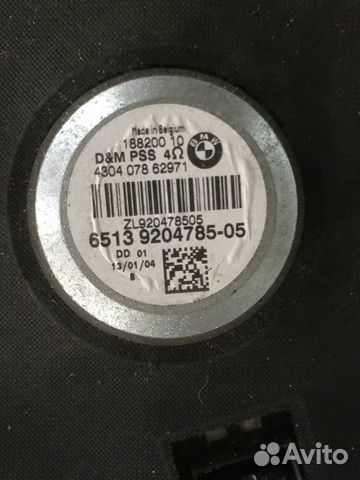 Made in Belgium
188200 10
D&M PSS 4Ω
4304 078 62971
BMW
ZL920478505
6513 9204785-05
DD 01
13/01/04
8
Avito